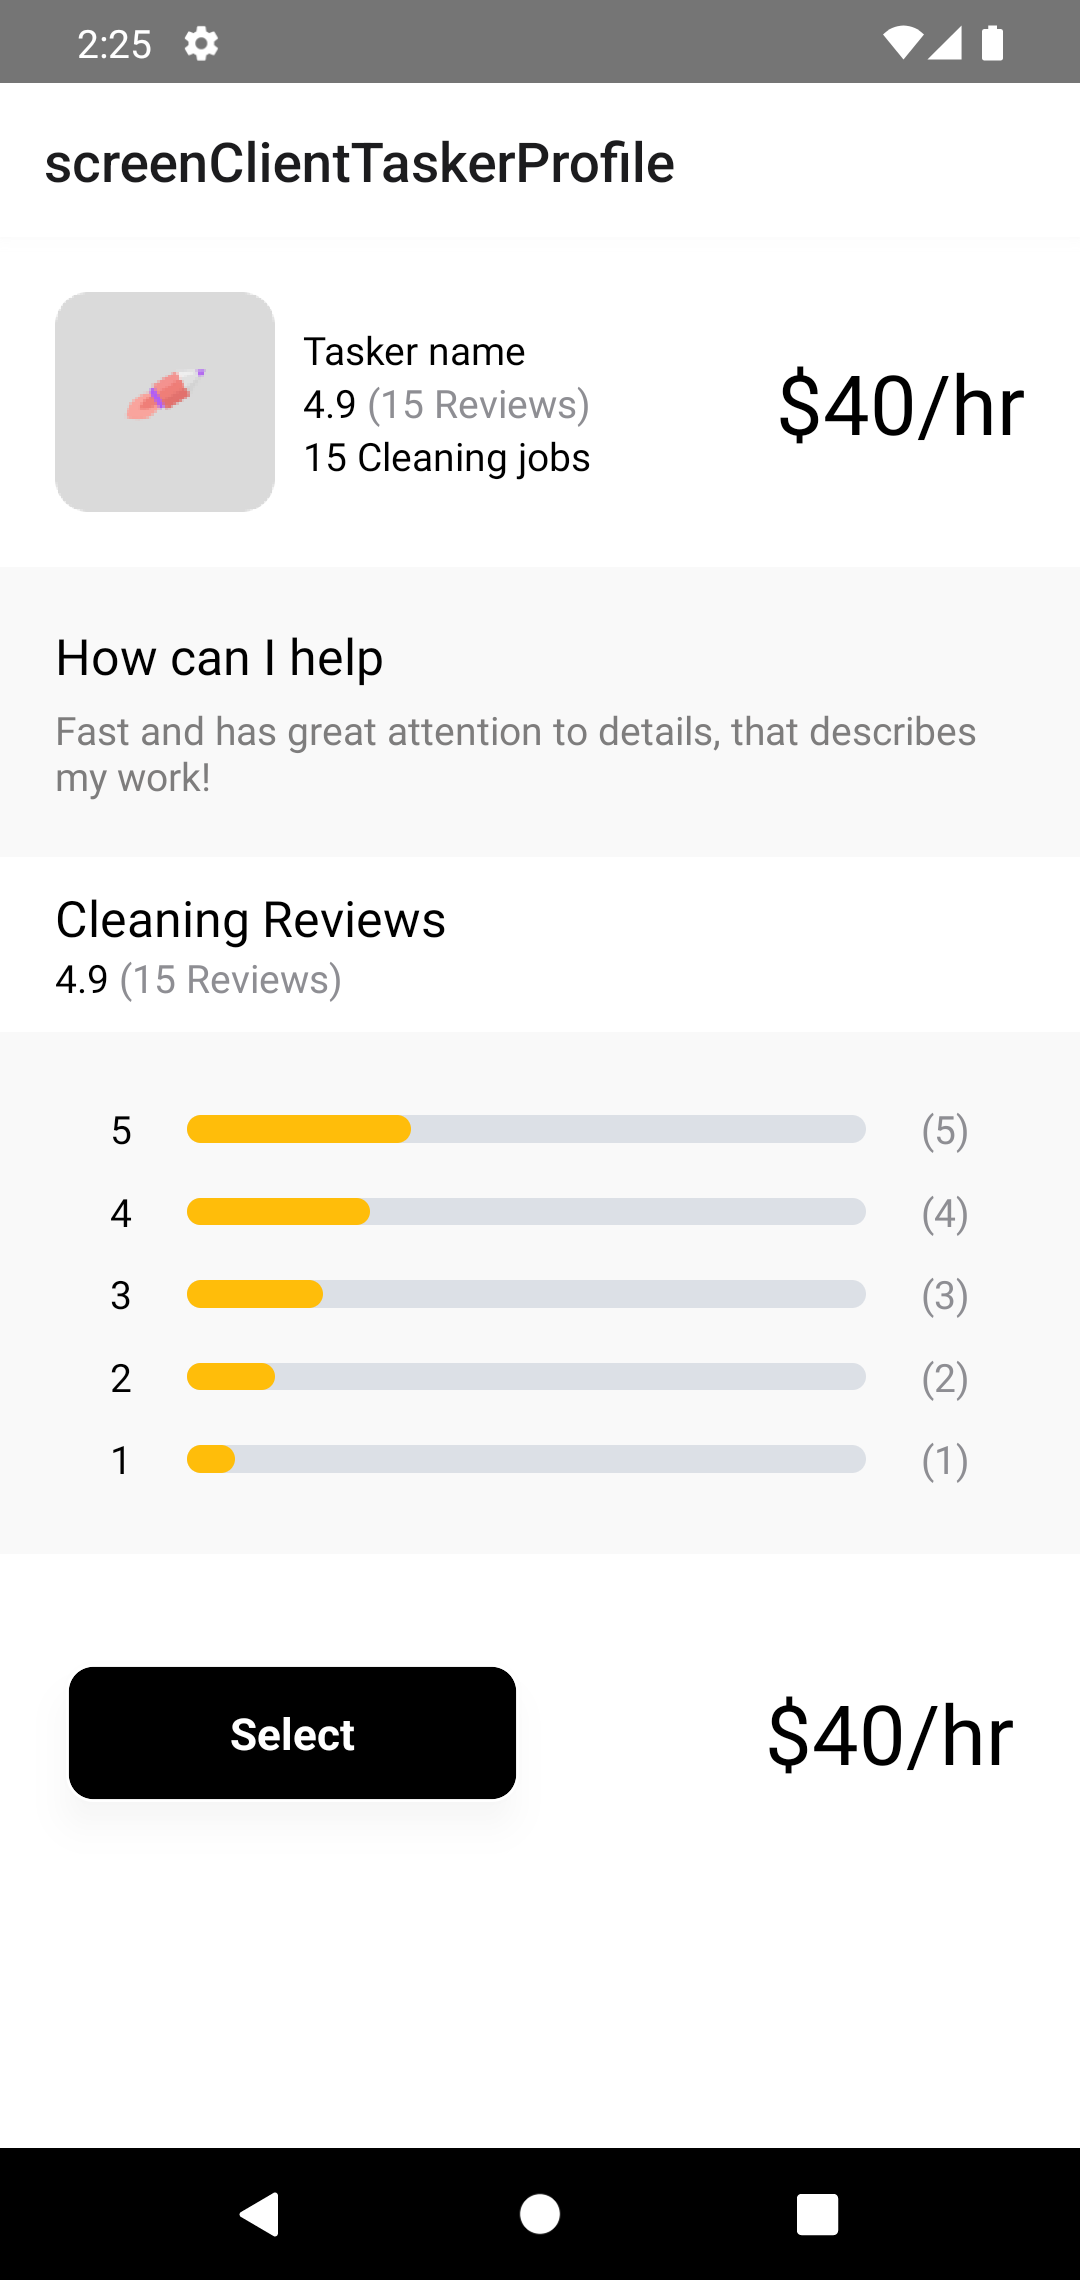 2:25
screenClientTaskerProfile
Tasker name
4.9 (15 Reviews)
15 Cleaning jobs
$40/hr
How can I help
Fast and has great attention to details, that describes
my work!
Cleaning Reviews
4.9 (15 Reviews)
5 (5)
4 (4)
3 (3)
2 (2)
1 (1)
Select
$40/hr